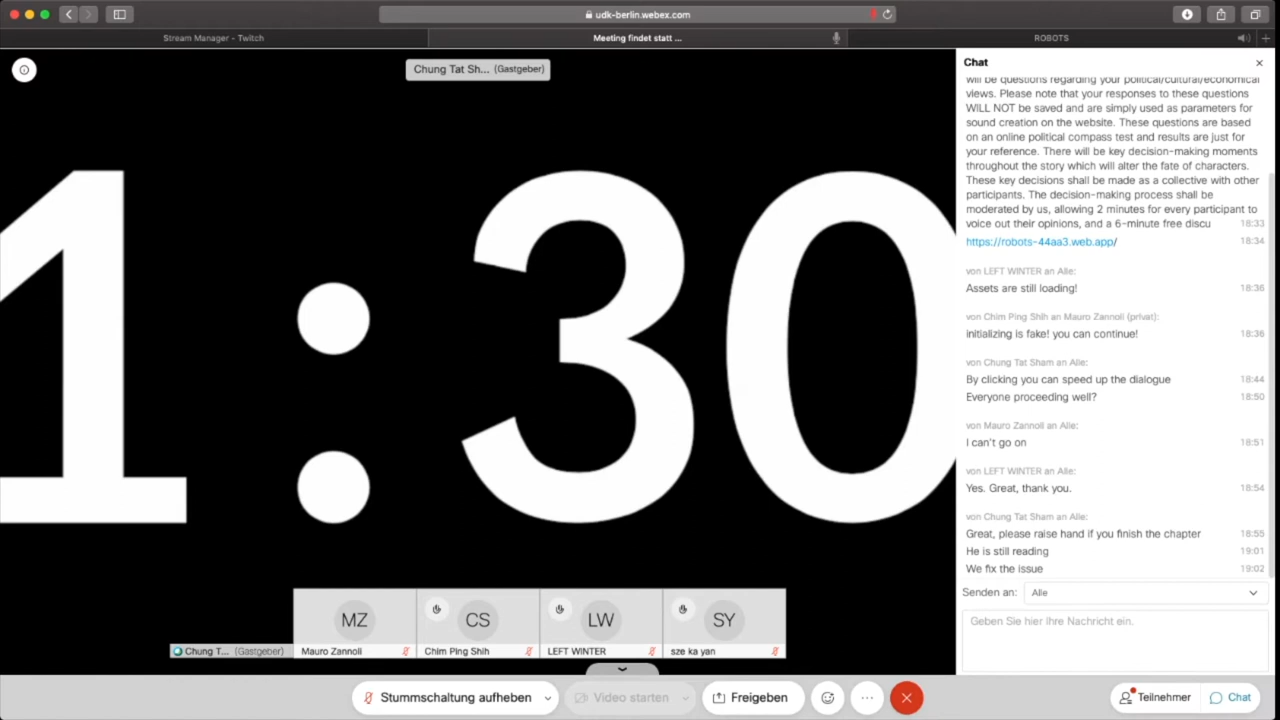 udk-berlin.webex.com
Stream Manager - Twitch
Meeting findet statt ...
ROBOTS
Chung Tat Sh... (Gastgeber)
1:30
Chat
will be questions regarding your political/cultural/economical
views. Please note that your responses to these questions
WILL NOT be saved and are simply used as parameters for
sound creation on the website. These questions are based
on an online political compass test and results are just for
your reference. There will be key decision-making moments
throughout the story which will alter the fate of characters.
These key decisions shall be made as a collective with other
participants. The decision-making process shall be
moderated by us, allowing 2 minutes for every participant to
voice out their opinions, and a 6-minute free discu 18:33
https://robots-44aa3.web.app/ 18:34
von LEFT WINTER an Alle:
Assets are still loading! 18:36
von Chim Ping Shih an Mauro Zannoli (privat):
initializing is fake! you can continue! 18:36
von Chung Tat Sham an Alle:
By clicking you can speed up the dialogue 18:44
Everyone proceeding well? 18:50
von Mauro Zannoli an Alle:
I can't go on 18:51
von LEFT WINTER an Alle:
Yes. Great, thank you. 18:54
von Chung Tat Sham an Alle:
Great, please raise hand if you finish the chapter 18:55
He is still reading 19:01
We fix the issue 19:02
Senden an: Alle
Geben Sie hier Ihre Nachricht ein.
MZ CS LW SY
Chung T... (Gastgeber) Mauro Zannoli Chim Ping Shih LEFT WINTER sze ka yan
Stummschaltung aufheben Video starten Freigeben ... Teilnehmer Chat